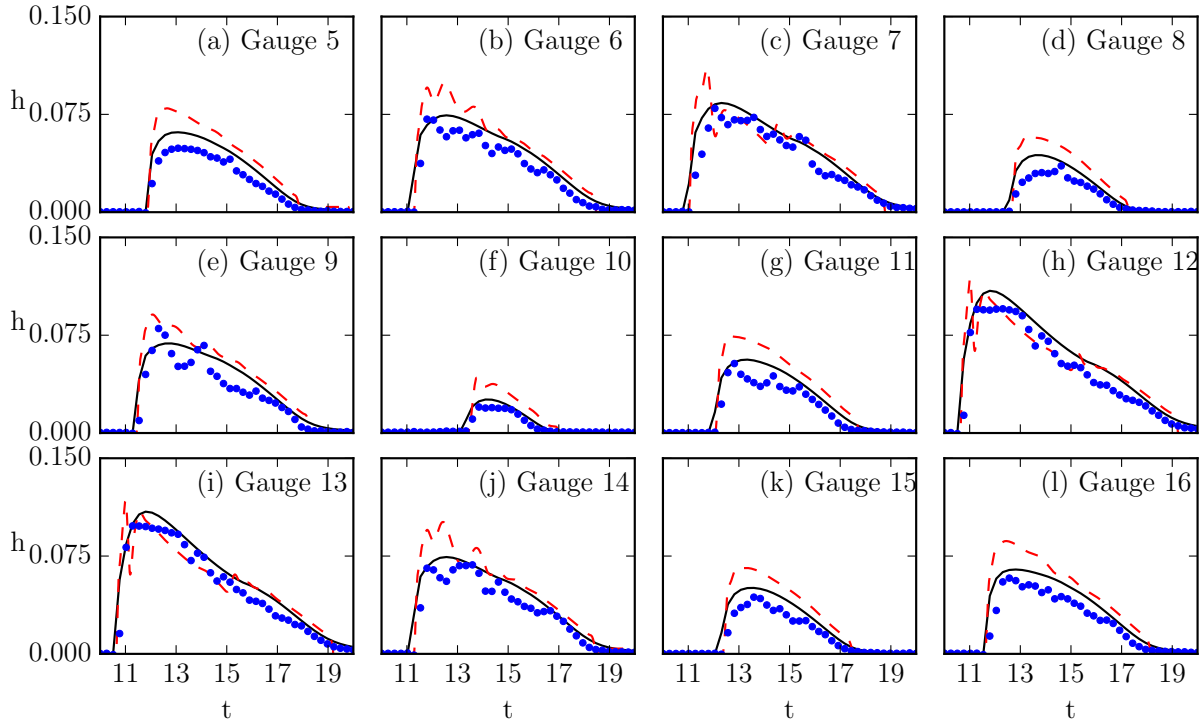 0.150
(a) Gauge 5
(b) Gauge 6
(c) Gauge 7
(d) Gauge 8
h
0.075
0.000
0.150
(e) Gauge 9
(f) Gauge 10
(g) Gauge 11
(h) Gauge 12
h
0.075
0.000
0.150
(i) Gauge 13
(j) Gauge 14
(k) Gauge 15
(l) Gauge 16
h
0.075
0.000
11 13 15 17 19
11 13 15 17 19
11 13 15 17 19
11 13 15 17 19
t
t
t
t